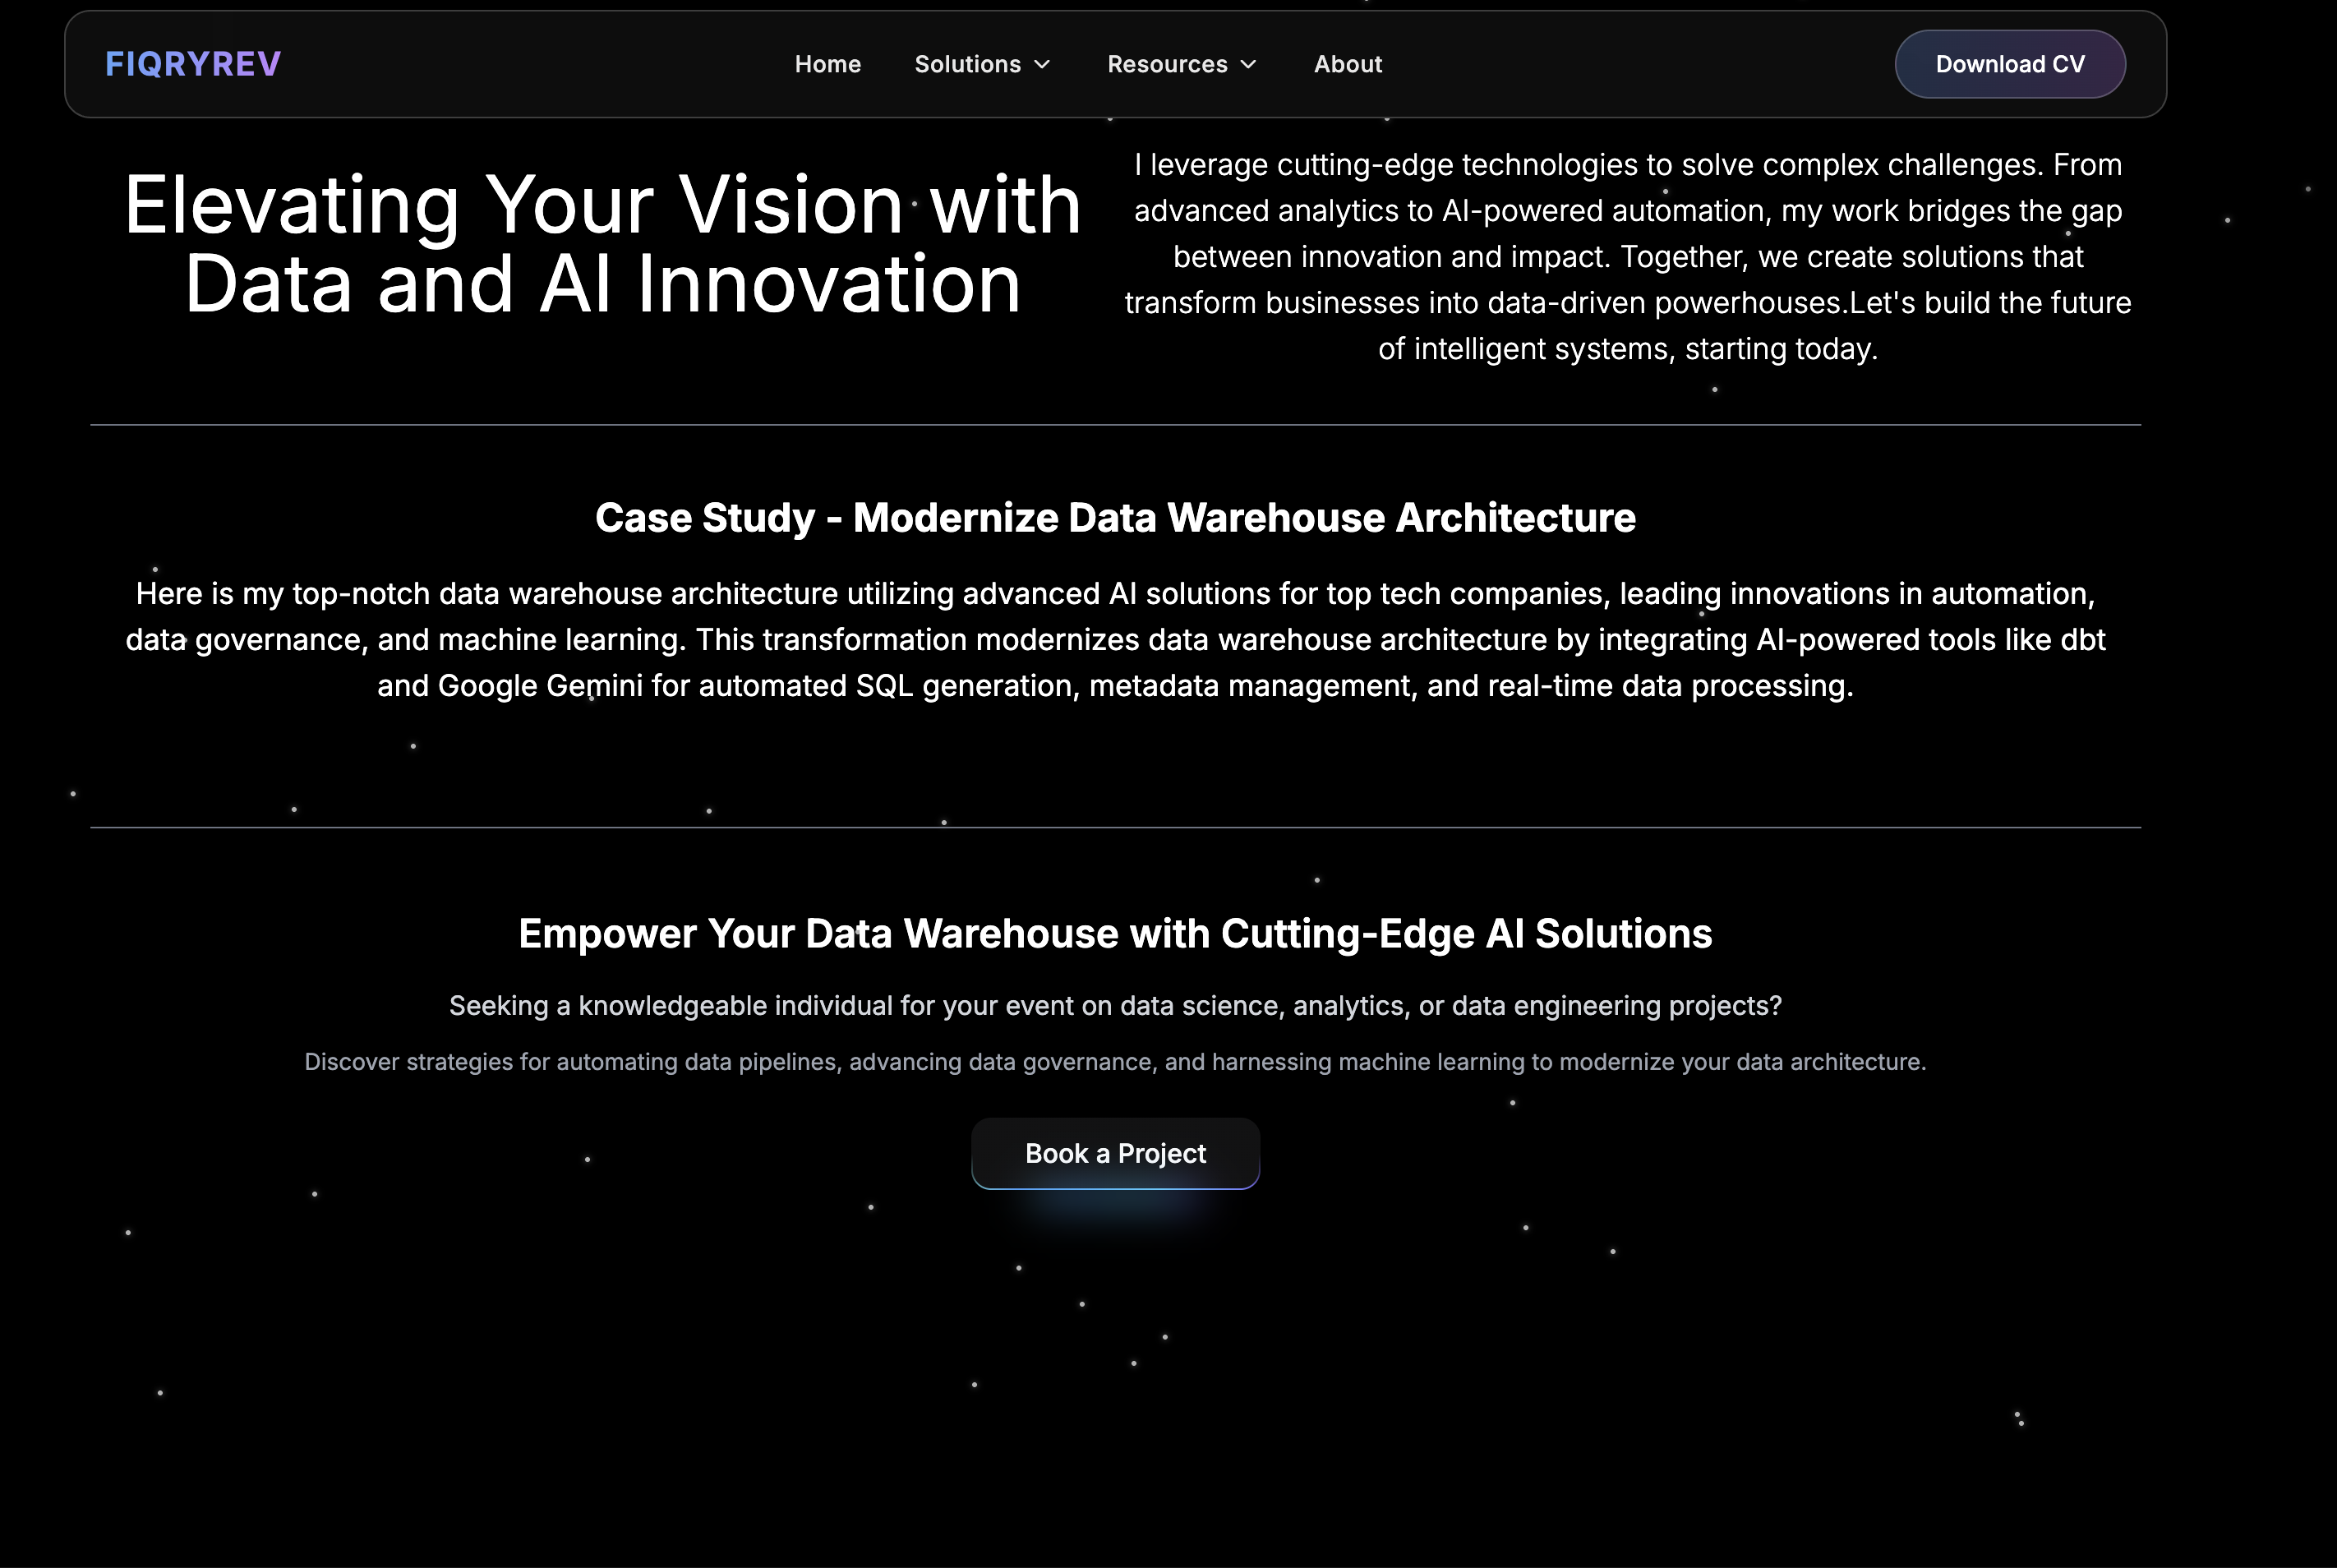 FIQRYREV
Home
Solutions
Resources
About
Download CV
Elevating Your Vision with
Data and AI Innovation
I leverage cutting-edge technologies to solve complex challenges. From
advanced analytics to AI-powered automation, my work bridges the gap
between innovation and impact. Together, we create solutions that
transform businesses into data-driven powerhouses.Let's build the future
of intelligent systems, starting today.
Case Study - Modernize Data Warehouse Architecture
Here is my top-notch data warehouse architecture utilizing advanced AI solutions for top tech companies, leading innovations in automation,
data governance, and machine learning. This transformation modernizes data warehouse architecture by integrating AI-powered tools like dbt
and Google Gemini for automated SQL generation, metadata management, and real-time data processing.
Empower Your Data Warehouse with Cutting-Edge AI Solutions
Seeking a knowledgeable individual for your event on data science, analytics, or data engineering projects?
Discover strategies for automating data pipelines, advancing data governance, and harnessing machine learning to modernize your data architecture.
Book a Project